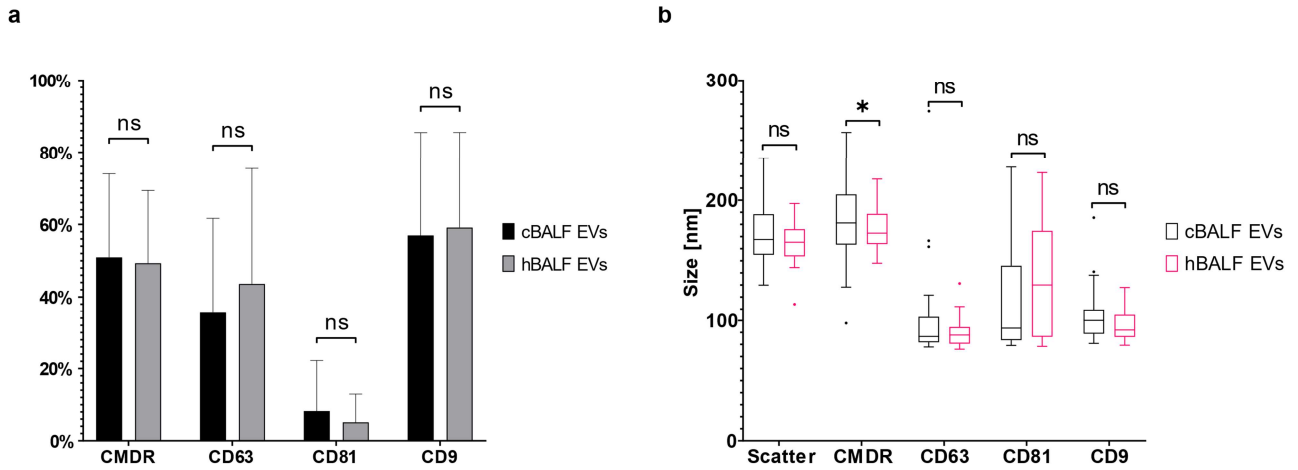 a
100%
80%
60%
40%
20%
0%
ns
ns
ns
ns
CMDR
CD63
CD81
CD9
cBALF EVs
hBALF EVs
b
Size [nm]
300
200
100
0
ns
*
ns
ns
ns
Scatter
CMDR
CD63
CD81
CD9
cBALF EVs
hBALF EVs